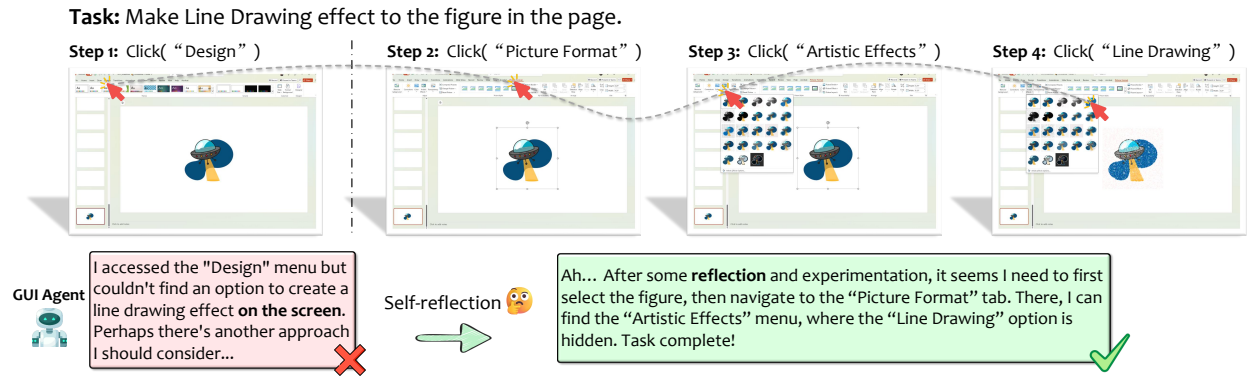 Task: Make Line Drawing effect to the figure in the page.
Step 1: Click(“Design”)
Step 2: Click(“Picture Format”)
Step 3: Click(“Artistic Effects”)
Step 4: Click(“Line Drawing”)
GUI Agent
I accessed the "Design" menu but
couldn't find an option to create a
line drawing effect on the screen.
Perhaps there's another approach
I should consider...
Self-reflection
Ah... After some reflection and experimentation, it seems I need to first
select the figure, then navigate to the “Picture Format” tab. There, I can
find the “Artistic Effects” menu, where the “Line Drawing” option is
hidden. Task complete!